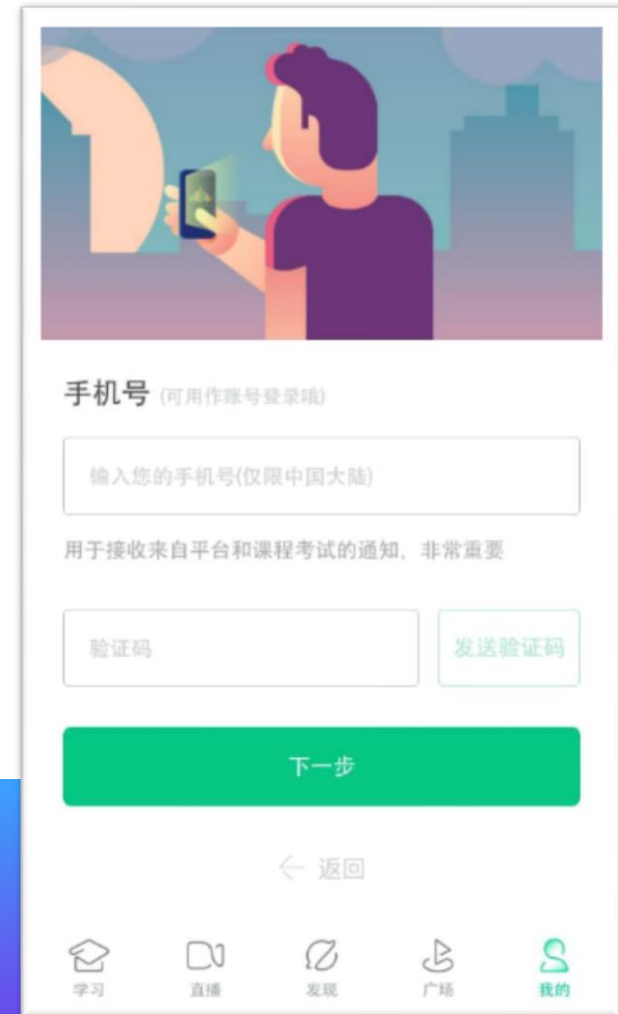 手机号 (可用作账号登录哦)
输入您的手机号(仅限中国大陆)
用于接收来自平台和课程考试的通知，非常重要
验证码 发送验证码
下一步
← 返回
学习 直播 发现 广场 我的